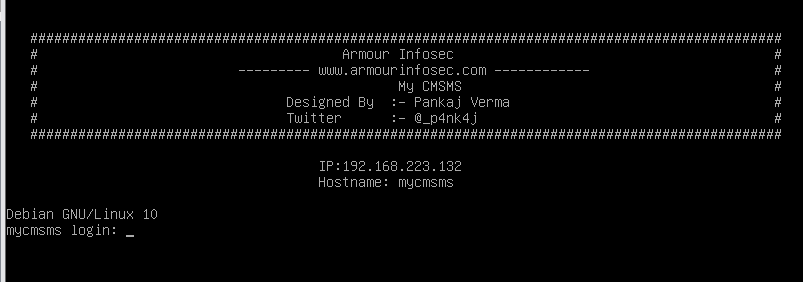 ##############################################################################################
# Armour Infosec #
# --------- www.armourinfosec.com ------------ #
# My CMSMS #
# Designed By :- Pankaj Verma #
# Twitter :- @_p4nk4j #
##############################################################################################
IP:192.168.223.132
Hostname: mycmsms
Debian GNU/Linux 10
mycmsms login: _